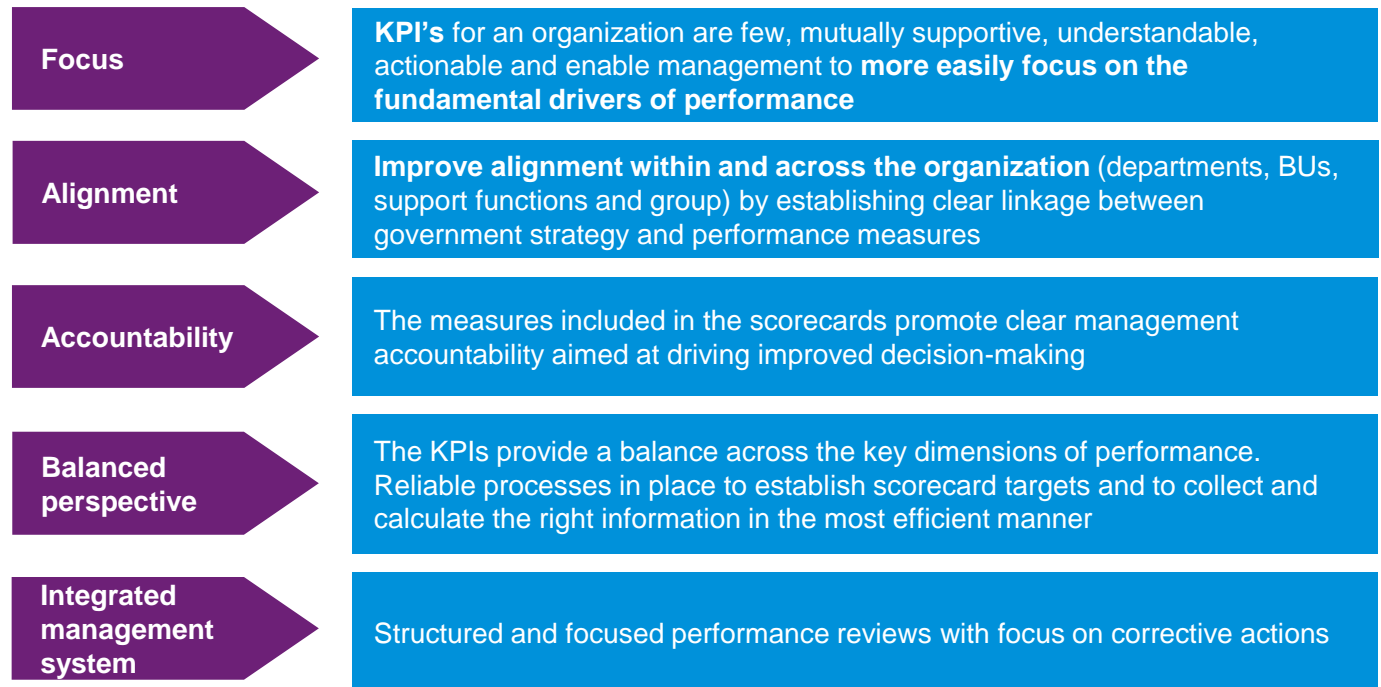 Focus
KPI's for an organization are few, mutually supportive, understandable,
actionable and enable management to more easily focus on the
fundamental drivers of performance
Alignment
Improve alignment within and across the organization (departments, BUs,
support functions and group) by establishing clear linkage between
government strategy and performance measures
Accountability
The measures included in the scorecards promote clear management
accountability aimed at driving improved decision-making
Balanced
perspective
The KPIs provide a balance across the key dimensions of performance.
Reliable processes in place to establish scorecard targets and to collect and
calculate the right information in the most efficient manner
Integrated
management
system
Structured and focused performance reviews with focus on corrective actions